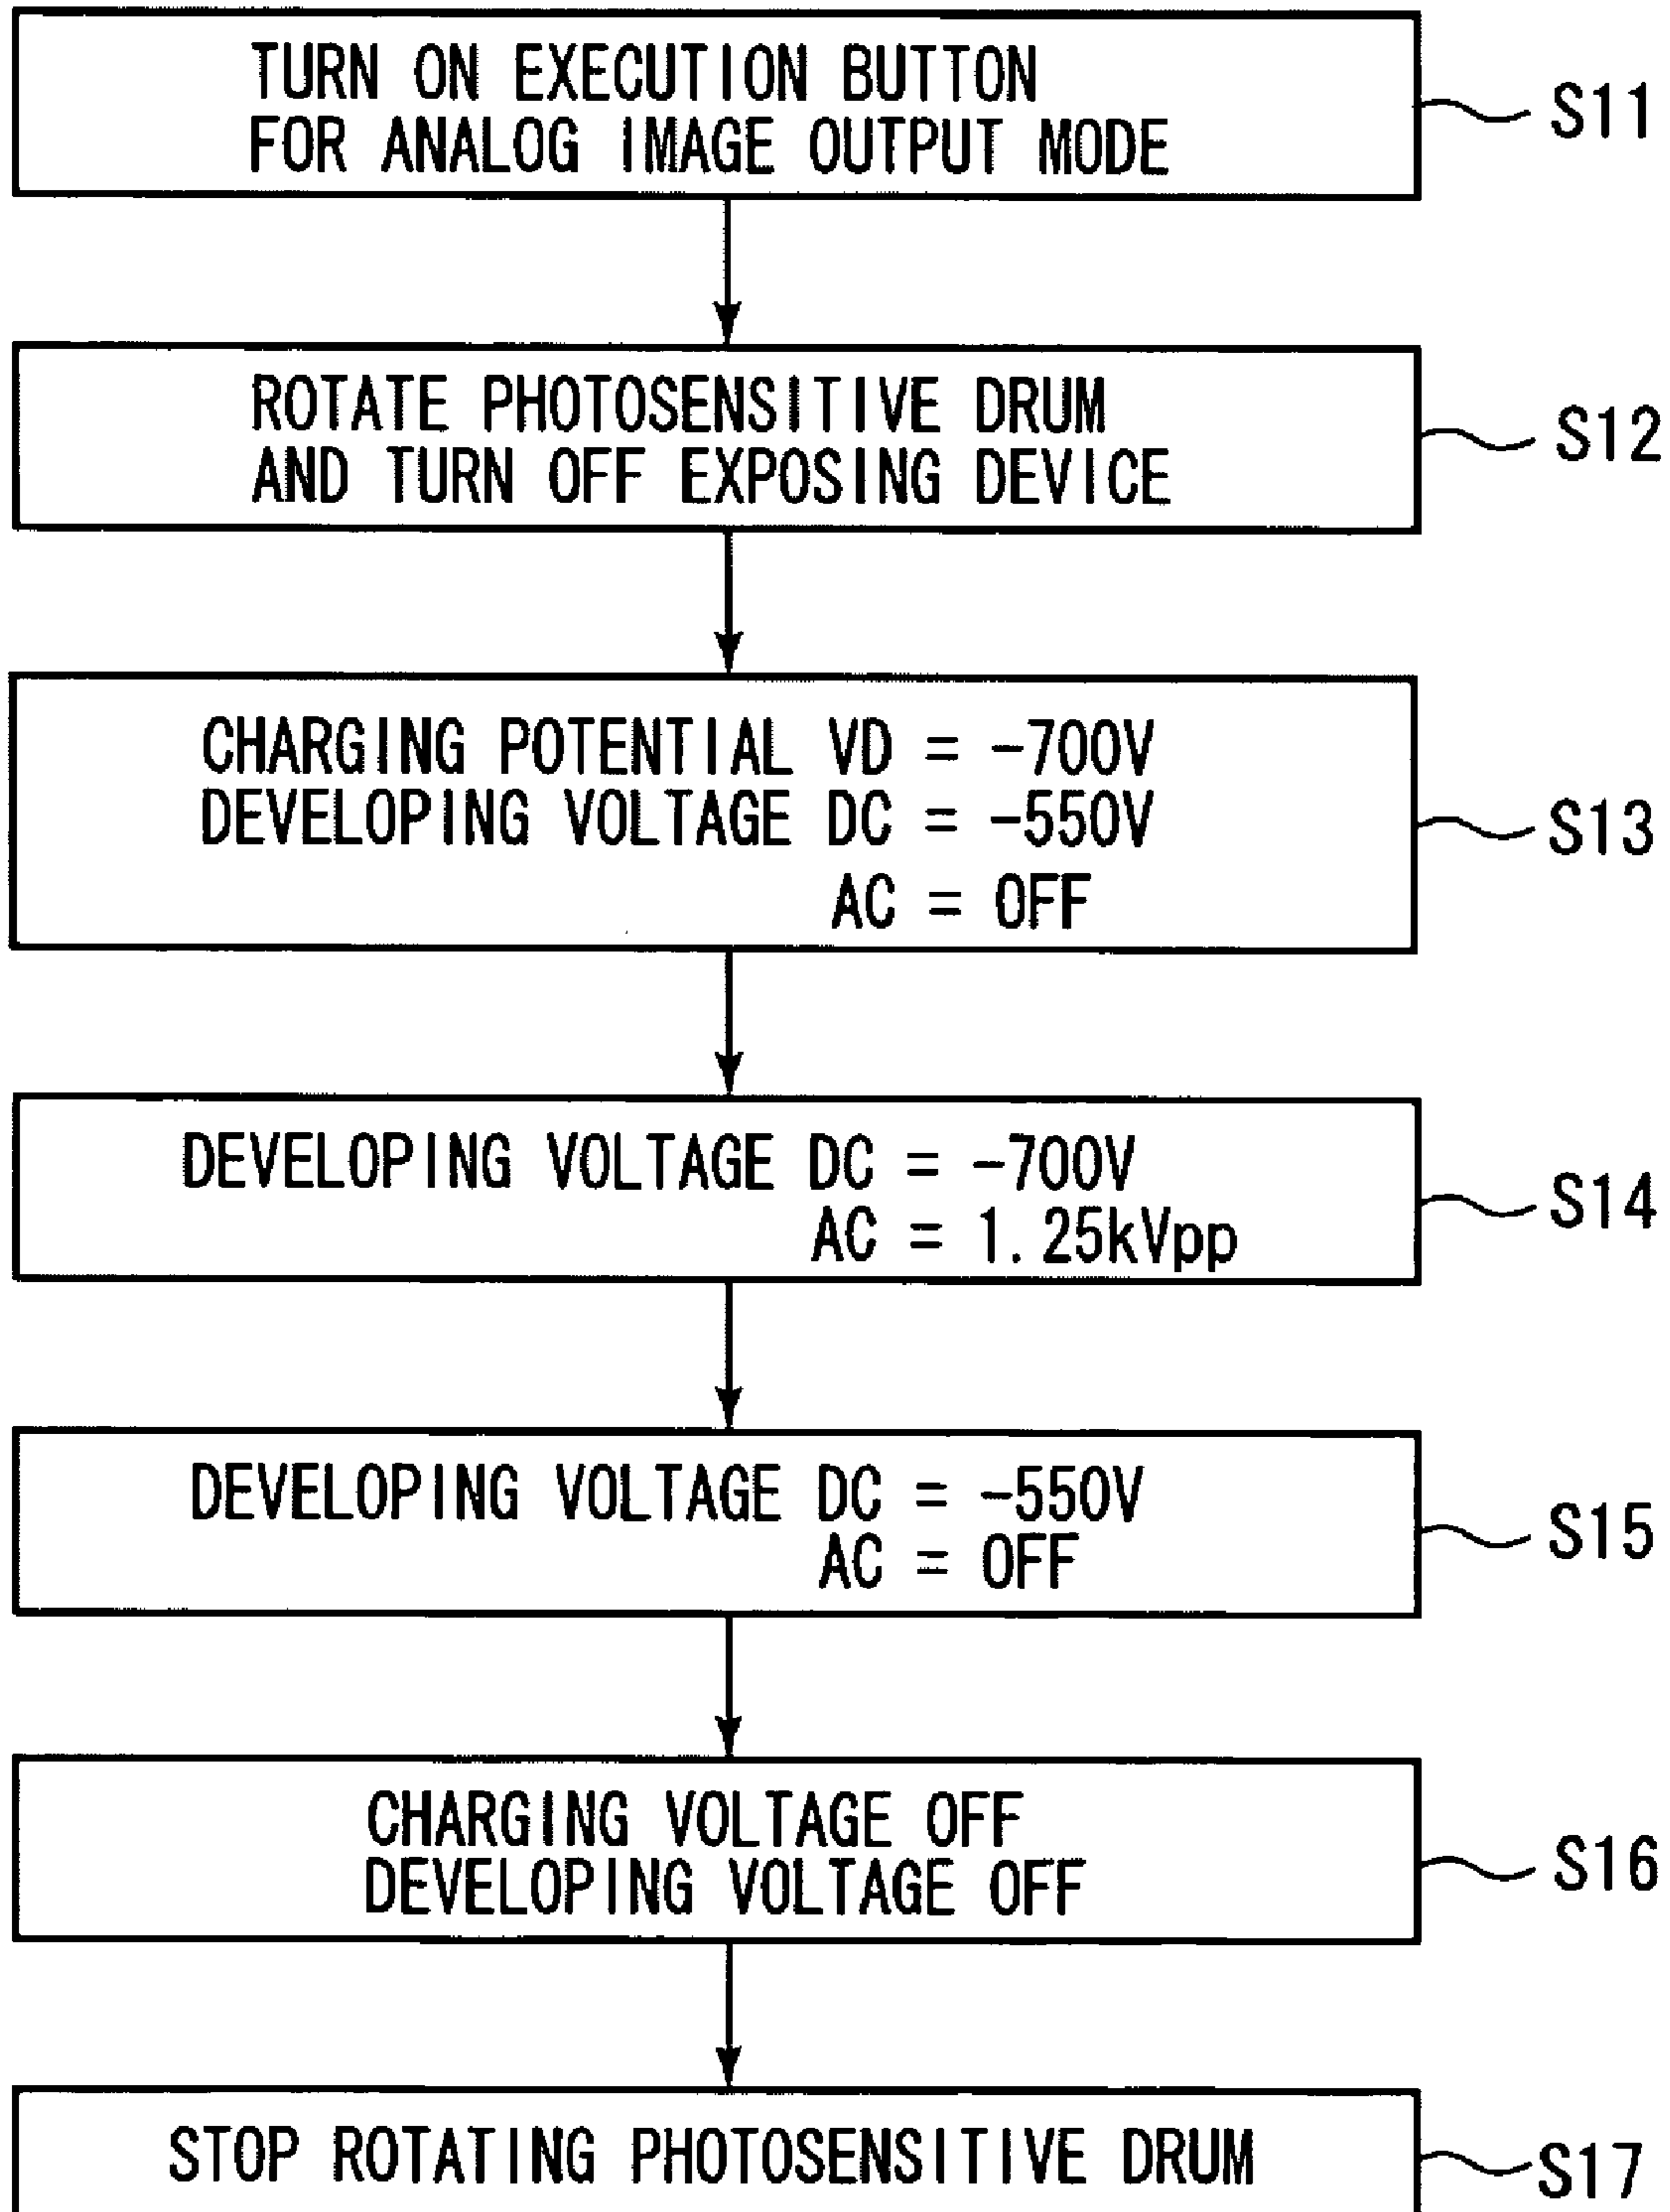 TURN ON EXECUTION BUTTON
FOR ANALOG IMAGE OUTPUT MODE
S11
ROTATE PHOTOSENSITIVE DRUM
AND TURN OFF EXPOSING DEVICE
S12
CHARGING POTENTIAL VD = -700V
DEVELOPING VOLTAGE DC = -550V
AC = OFF
S13
DEVELOPING VOLTAGE DC = -700V
AC = 1.25kVpp
S14
DEVELOPING VOLTAGE DC = -550V
AC = OFF
S15
CHARGING VOLTAGE OFF
DEVELOPING VOLTAGE OFF
S16
STOP ROTATING PHOTOSENSITIVE DRUM
S17